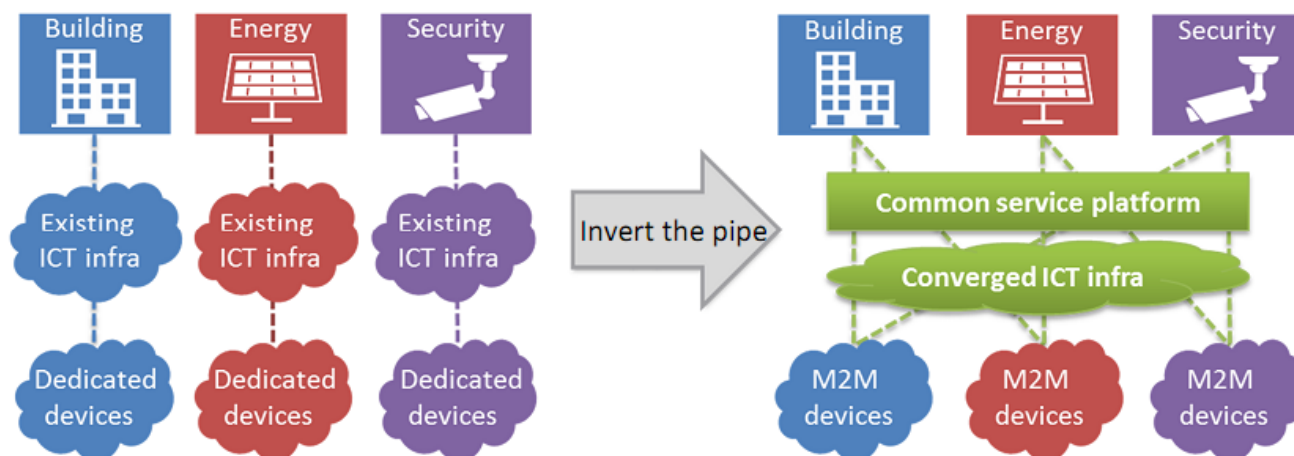 Building
Energy
Security
Existing
ICT infra
Existing
ICT infra
Existing
ICT infra
Dedicated
devices
Dedicated
devices
Dedicated
devices
Invert the pipe
Building
Energy
Security
Common service platform
Converged ICT infra
M2M
devices
M2M
devices
M2M
devices